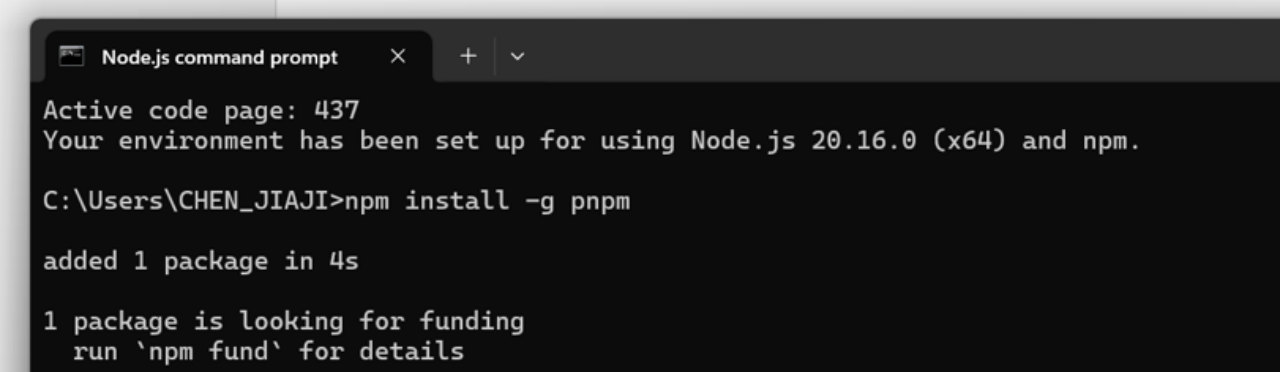 Node.js command prompt
Active code page: 437
Your environment has been set up for using Node.js 20.16.0 (x64) and npm.
C:\Users\CHEN_JIAJI>npm install -g pnpm
added 1 package in 4s
1 package is looking for funding
  run `npm fund` for details